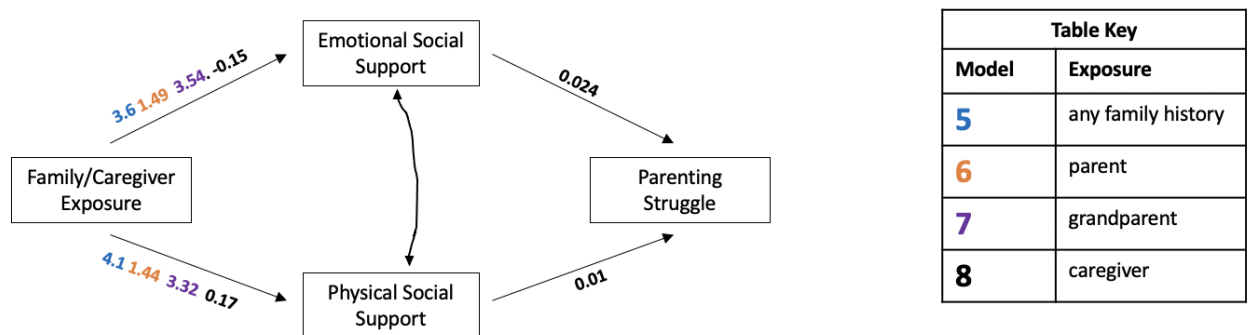 Emotional Social
Support
3.6 1.49 3.54. -0.15
0.024
Family/Caregiver
Exposure
Parenting
Struggle
4.1 1.44 3.32 0.17
0.01
Physical Social
Support
Table Key
Model Exposure
5 any family history
6 parent
7 grandparent
8 caregiver